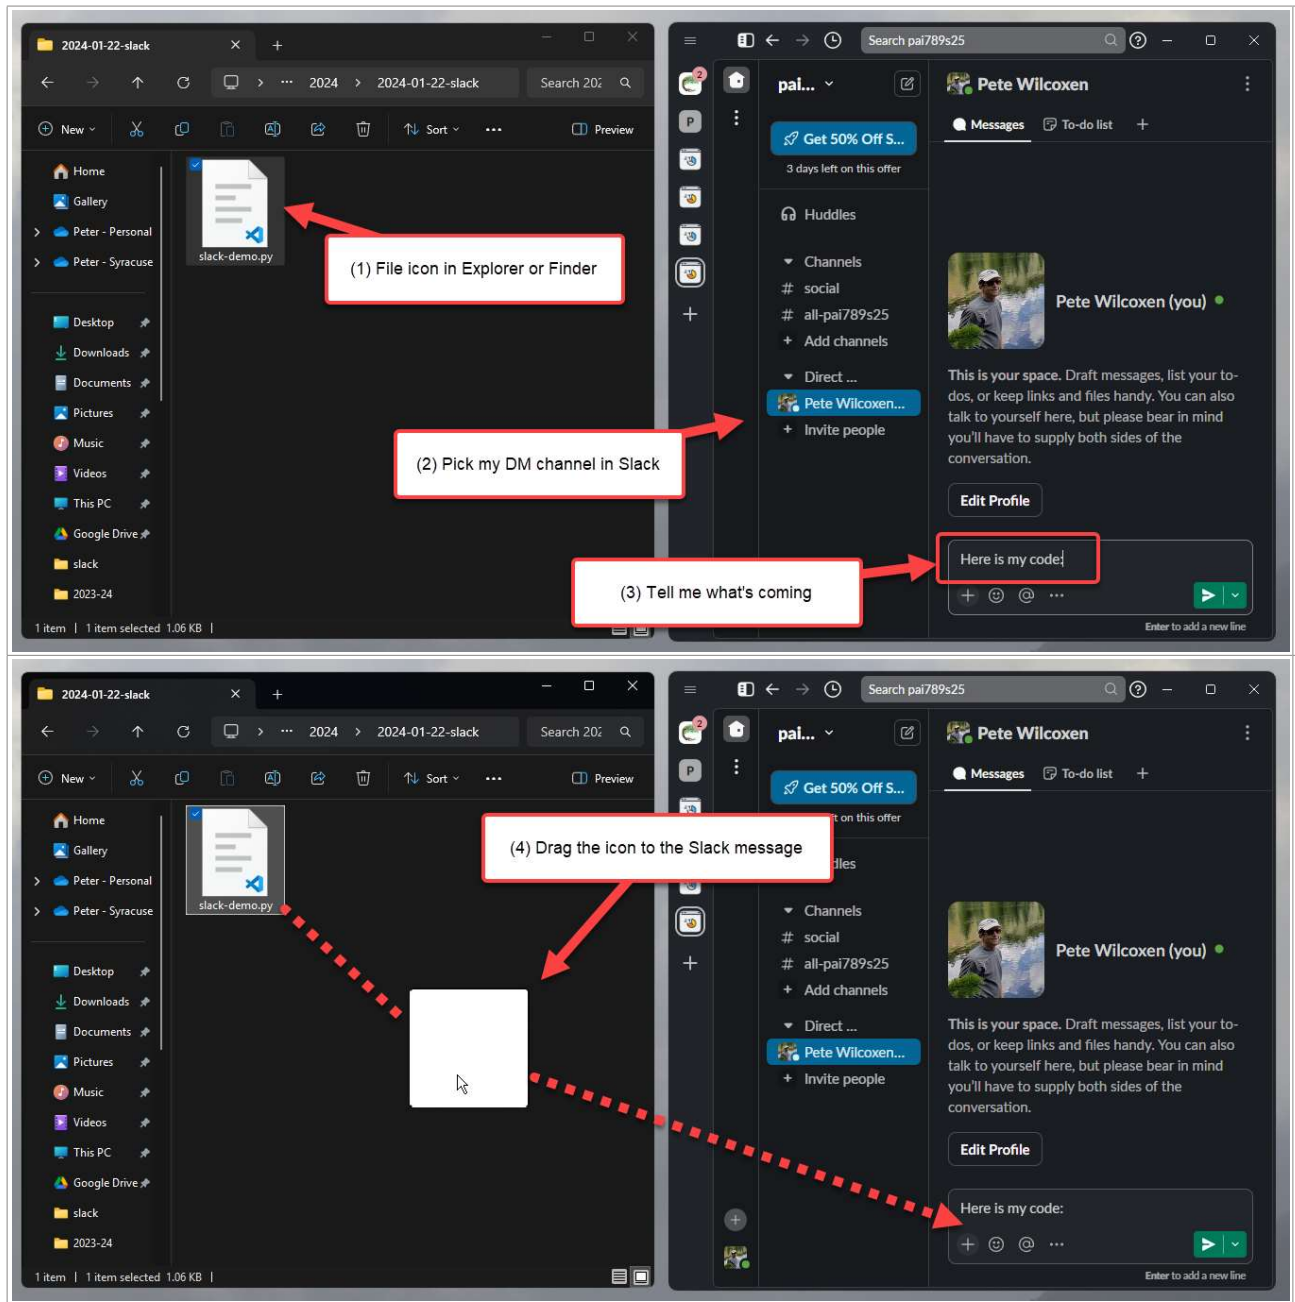 2024-01-22-slack
2024 > 2024-01-22-slack
Search 202
New
Sort
Preview
Home
Gallery
Peter - Personal
Peter - Syracuse
Desktop
Downloads
Documents
Pictures
Music
Videos
This PC
Google Drive
slack
2023-24
1 item | 1 item selected 1.06 KB |
slack-demo.py
(1) File icon in Explorer or Finder
(2) Pick my DM channel in Slack
(3) Tell me what's coming
Search pai789s25
2
P
pai...
Get 50% Off S...
3 days left on this offer
Huddles
Channels
# social
# all-pai789s25
+ Add channels
Direct ...
Pete Wilcoxen...
+ Invite people
Pete Wilcoxen
Messages
To-do list
Pete Wilcoxen (you)
This is your space. Draft messages, list your to-
dos, or keep links and files handy. You can also
talk to yourself here, but please bear in mind
you'll have to supply both sides of the
conversation.
Edit Profile
Here is my code:
Enter to add a new line
2024-01-22-slack
2024 > 2024-01-22-slack
Search 202
New
Sort
Preview
Home
Gallery
Peter - Personal
Peter - Syracuse
Desktop
Downloads
Documents
Pictures
Music
Videos
This PC
Google Drive
slack
2023-24
1 item | 1 item selected 1.06 KB |
slack-demo.py
(4) Drag the icon to the Slack message
Search pai789s25
2
P
pai...
Get 50% Off S...
t on this offer
dles
Channels
# social
# all-pai789s25
+ Add channels
Direct ...
Pete Wilcoxen...
+ Invite people
Pete Wilcoxen
Messages
To-do list
Pete Wilcoxen (you)
This is your space. Draft messages, list your to-
dos, or keep links and files handy. You can also
talk to yourself here, but please bear in mind
you'll have to supply both sides of the
conversation.
Edit Profile
Here is my code:
Enter to add a new line